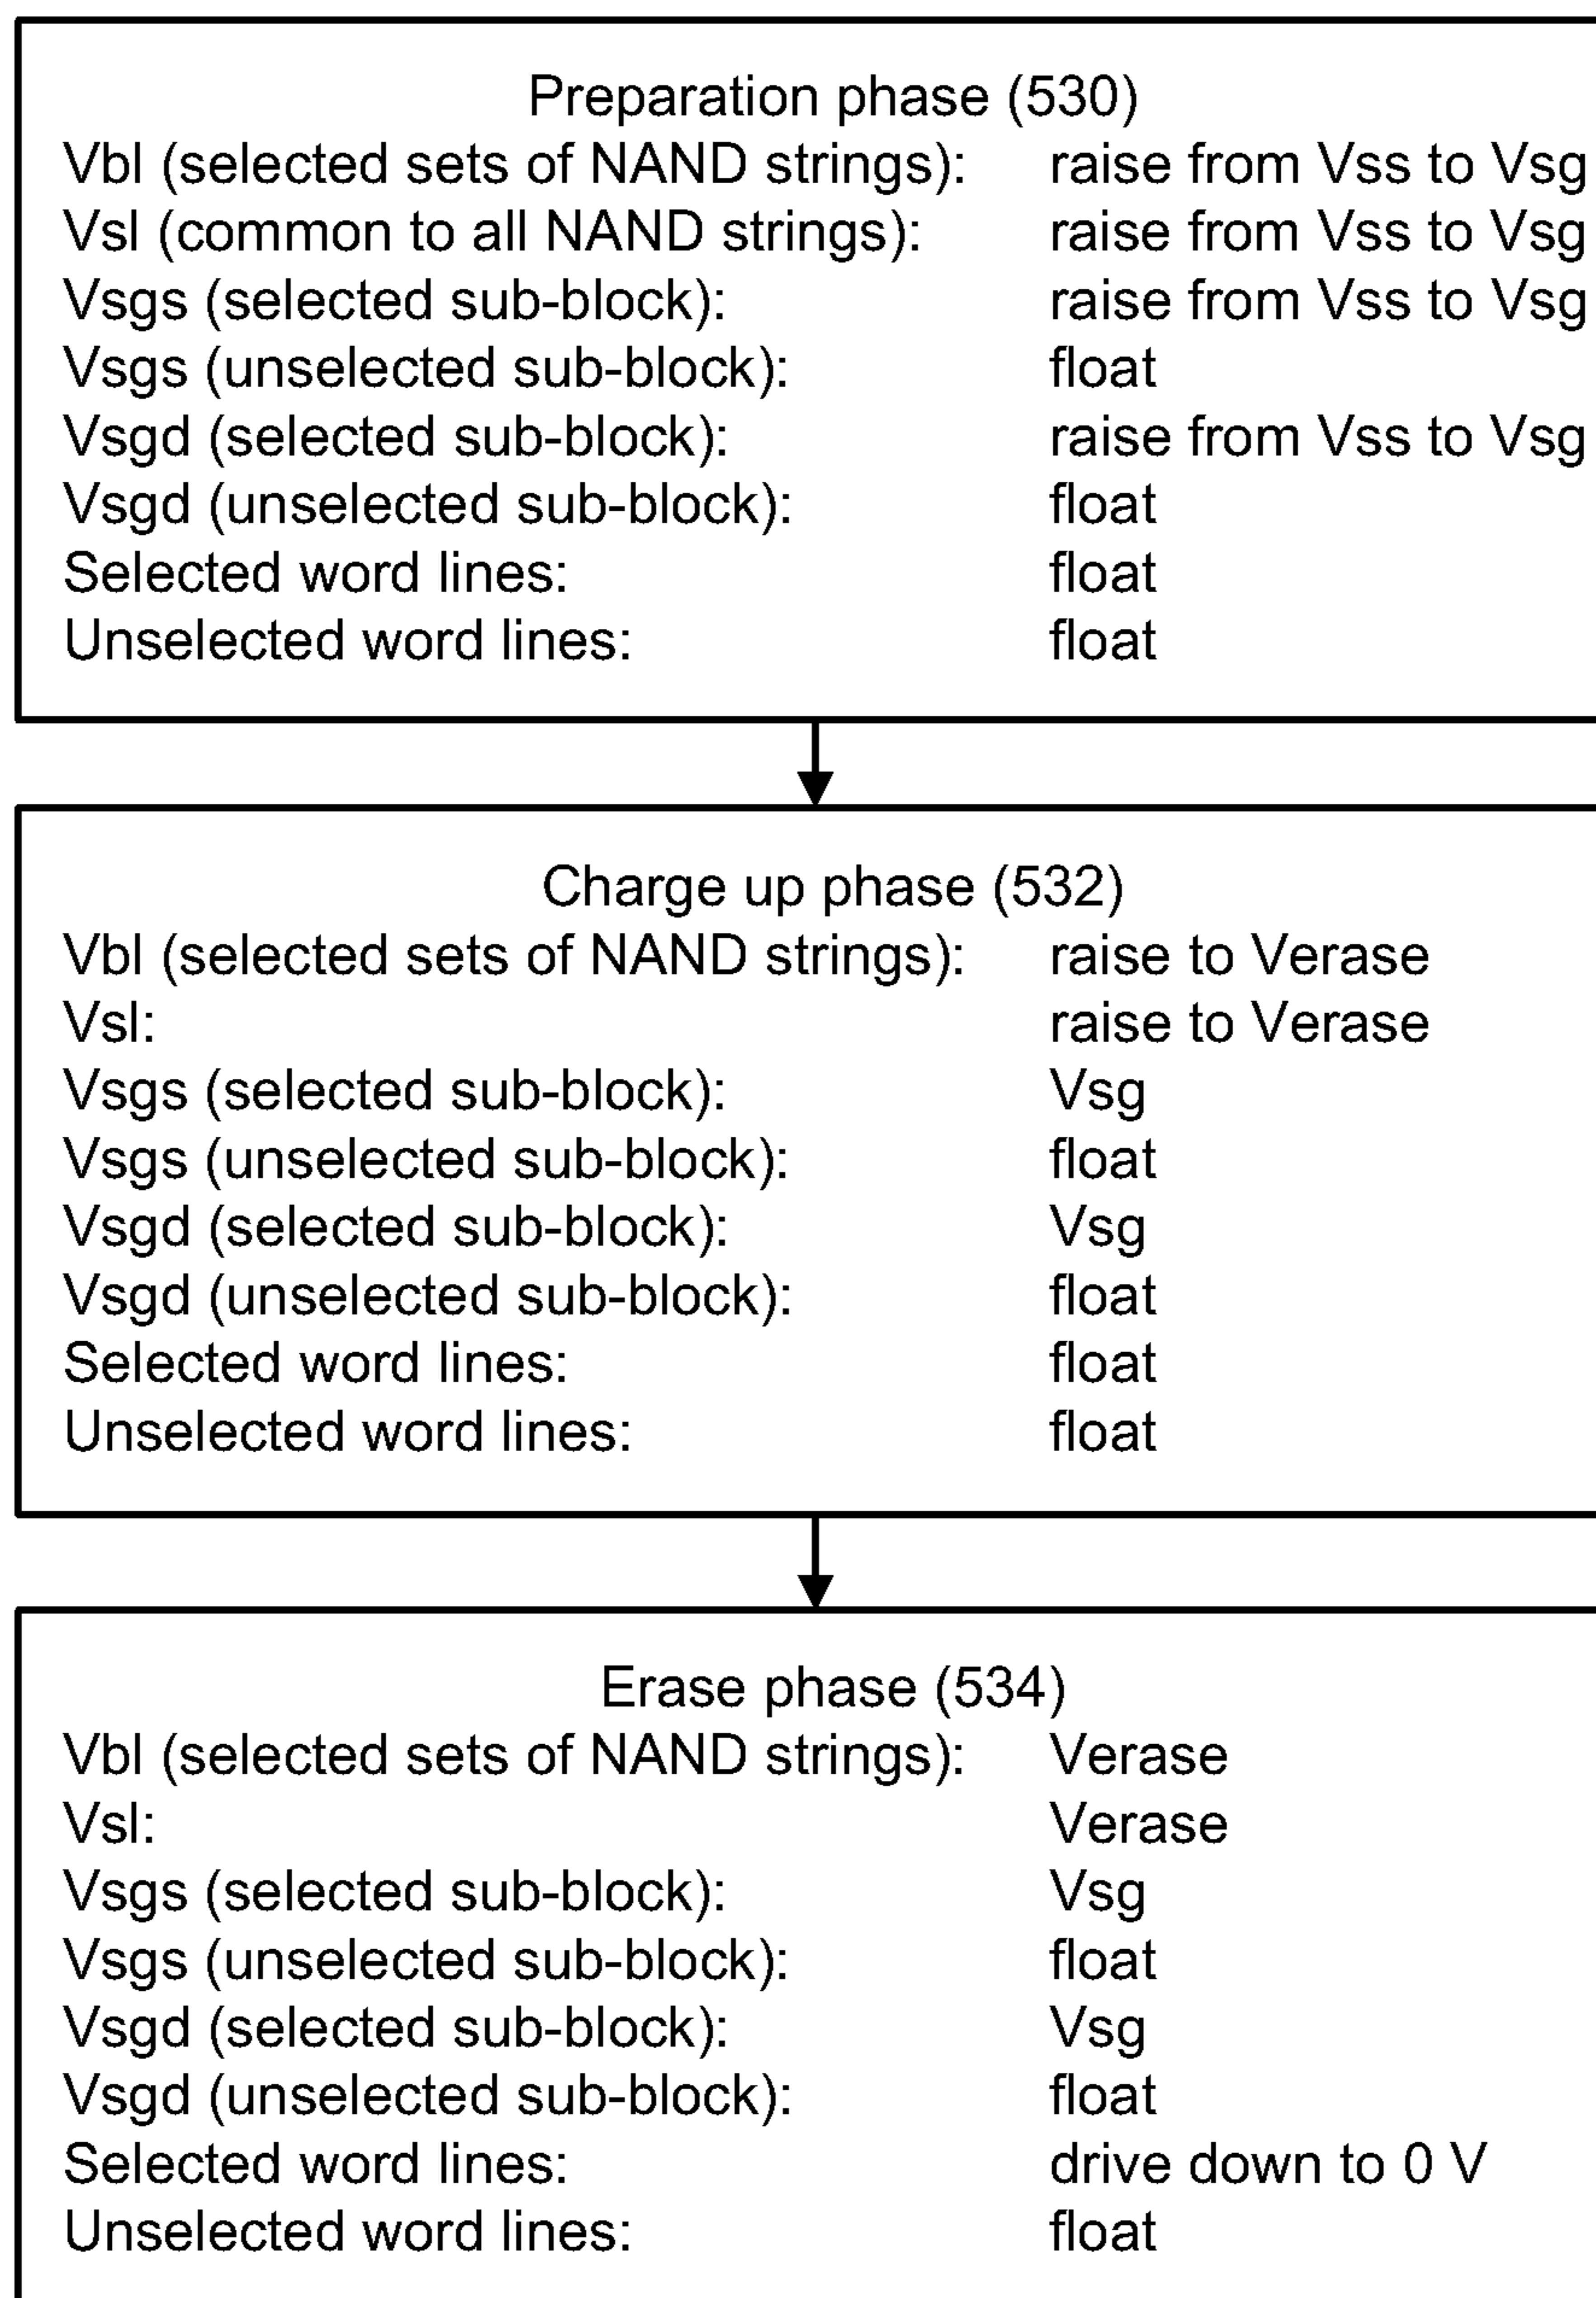 Preparation phase (530)
Vbl (selected sets of NAND strings): raise from Vss to Vsg
Vsl (common to all NAND strings): raise from Vss to Vsg
Vsgs (selected sub-block): raise from Vss to Vsg
Vsgs (unselected sub-block): float
Vsgd (selected sub-block): raise from Vss to Vsg
Vsgd (unselected sub-block): float
Selected word lines: float
Unselected word lines: float
Charge up phase (532)
Vbl (selected sets of NAND strings): raise to Verase
Vsl: raise to Verase
Vsgs (selected sub-block): Vsg
Vsgs (unselected sub-block): float
Vsgd (selected sub-block): Vsg
Vsgd (unselected sub-block): float
Selected word lines: float
Unselected word lines: float
Erase phase (534)
Vbl (selected sets of NAND strings): Verase
Vsl: Verase
Vsgs (selected sub-block): Vsg
Vsgs (unselected sub-block): float
Vsgd (selected sub-block): Vsg
Vsgd (unselected sub-block): float
Selected word lines: drive down to 0 V
Unselected word lines: float